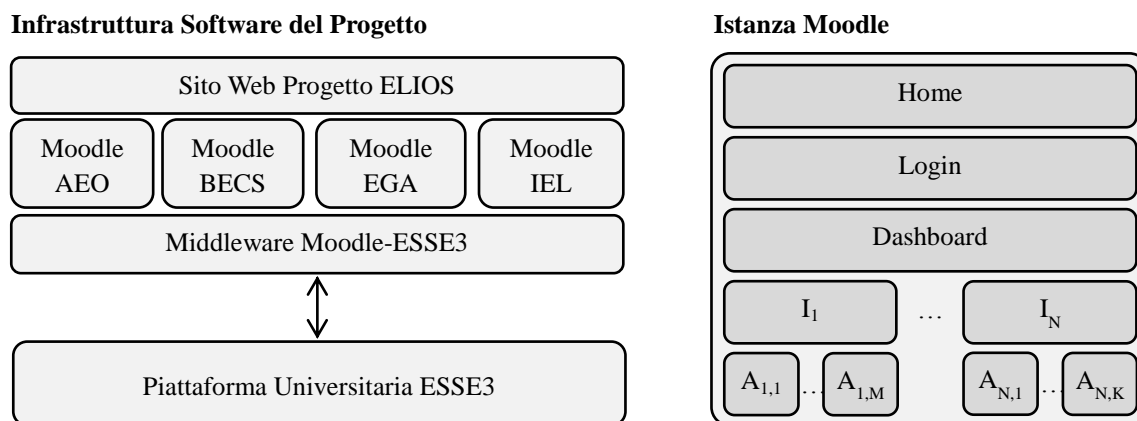 Infrastruttura Software del Progetto
Sito Web Progetto ELIOS
Moodle
AEO
Moodle
BECS
Moodle
EGA
Moodle
IEL
Middleware Moodle-ESSE3
Piattaforma Universitaria ESSE3
Istanza Moodle
Home
Login
Dashboard
I1 … IN
A1,1 … A1,M AN,1 … AN,K